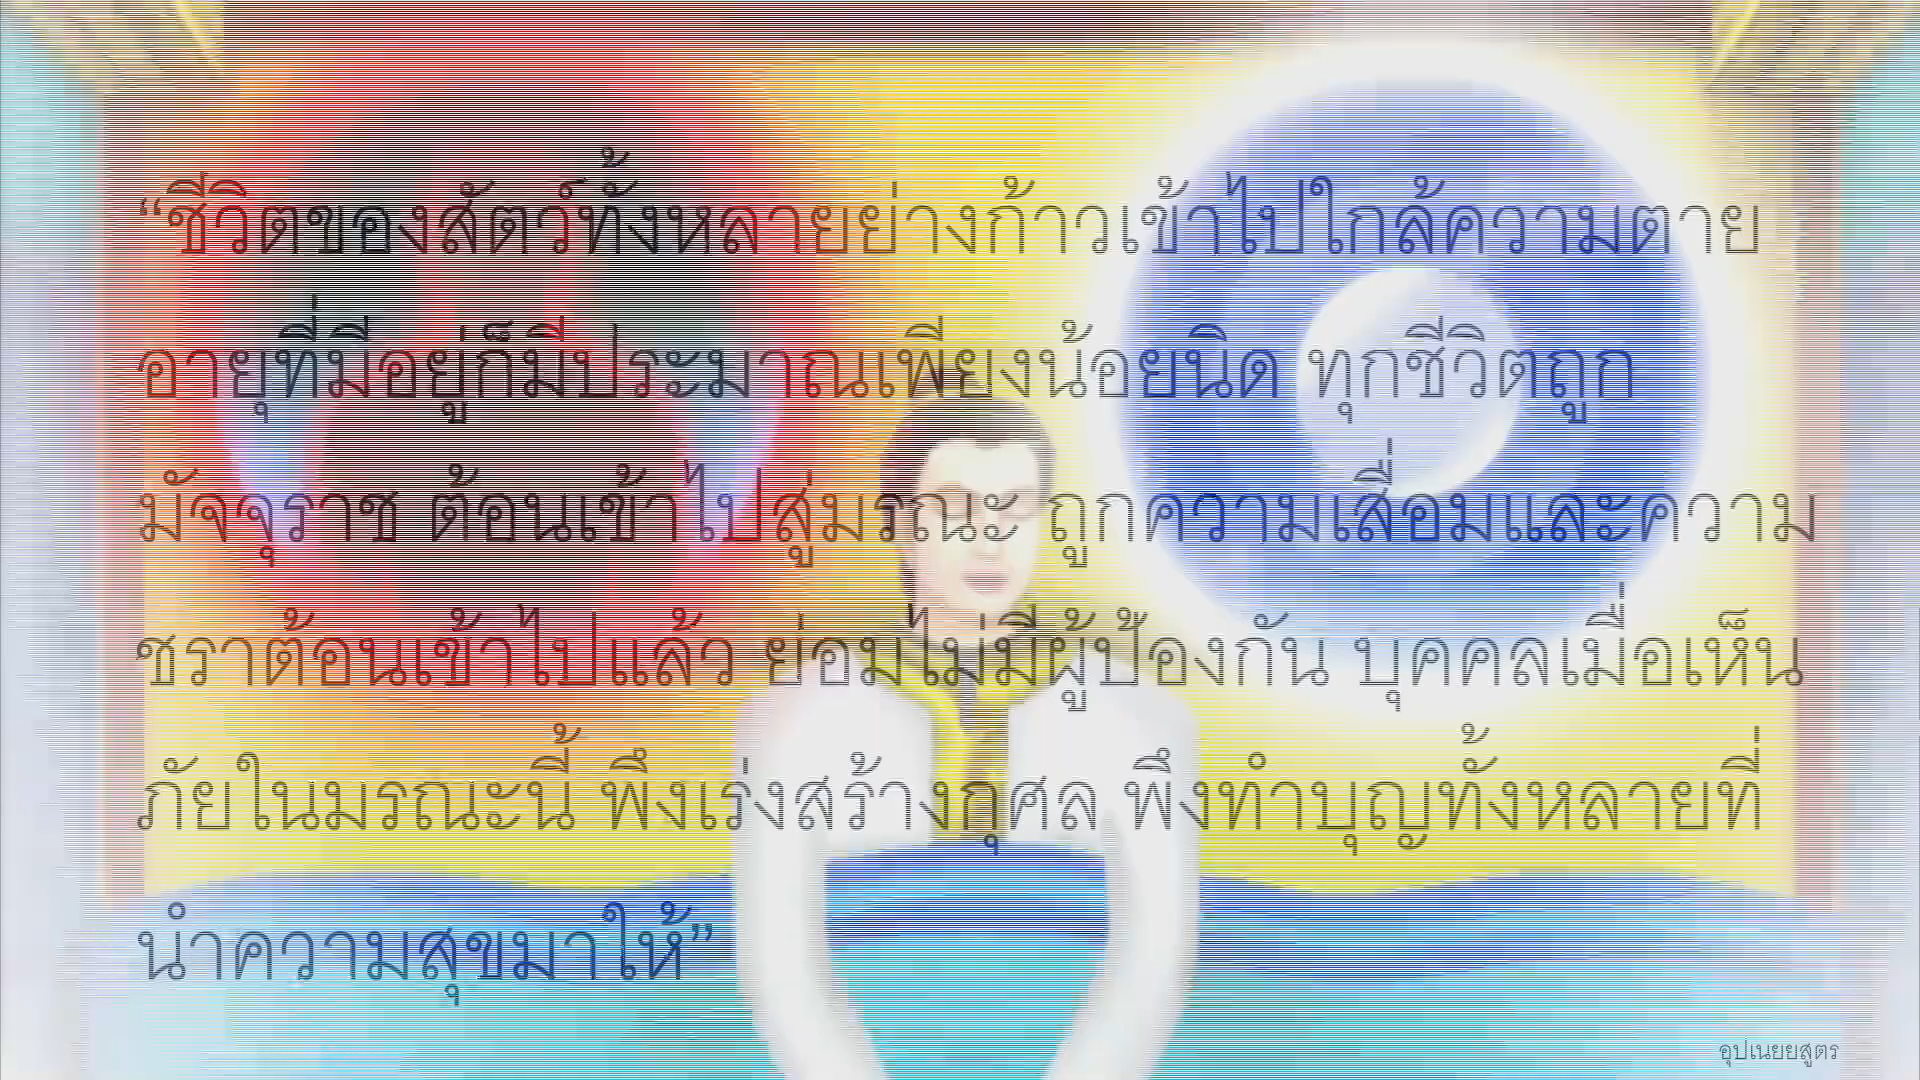 “ชีวิตของสัตว์ทั้งหลายย่างก้าวเข้าไปใกล้ความตาย
อายุที่มีอยู่ก็มีประมาณเพียงน้อยนิด ทุกชีวิตถูก
มัจจุราช ต้อนเข้าไปสู่มรณะ ถูกความเสื่อมและความ
ชราต้อนเข้าไปแล้ว ย่อมไม่มีผู้ป้องกัน บุคคลเมื่อเห็น
ภัยในมรณะนี้ พึงเร่งสร้างกุศล พึงทำบุญทั้งหลายที่
นำความสุขมาให้”
อุปเนยยสูตร